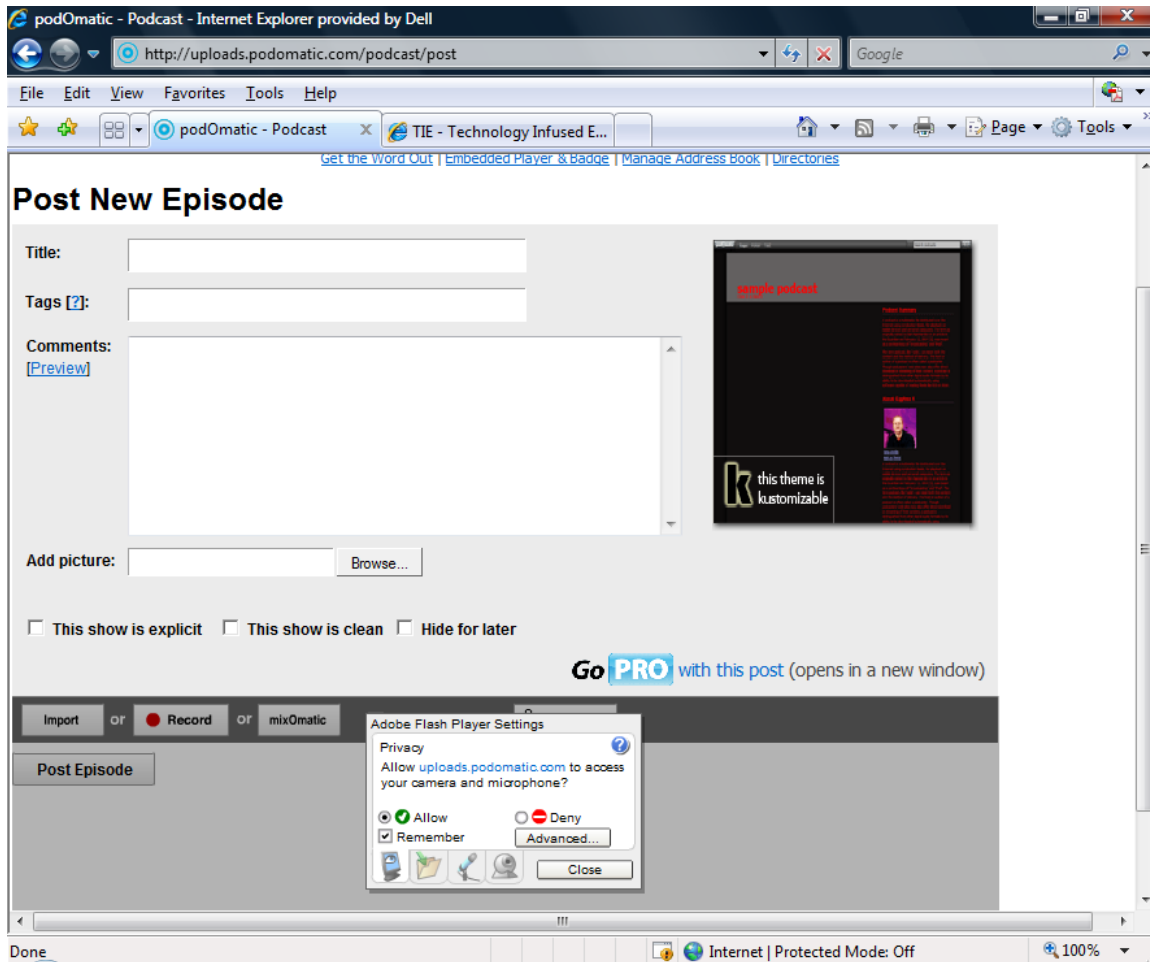 podOmatic - Podcast - Internet Explorer provided by Dell
http://uploads.podomatic.com/podcast/post
Google
File Edit View Favorites Tools Help
podOmatic - Podcast
TIE - Technology Infused E...
Page
Tools
Get the Word Out | Embedded Player & Badge | Manage Address Book | Directories
Post New Episode
Title:
sample podcast
Tags [?]:
Comments:
[Preview]
k this theme is
kustomizable
Add picture:
Browse...
This show is explicit This show is clean Hide for later
Go PRO with this post (opens in a new window)
Import or Record or mixOmatic
Adobe Flash Player Settings
Privacy
Allow uploads.podomatic.com to access
your camera and microphone?
Post Episode
Allow Deny
Remember Advanced...
Close
Done
Internet | Protected Mode: Off
100%